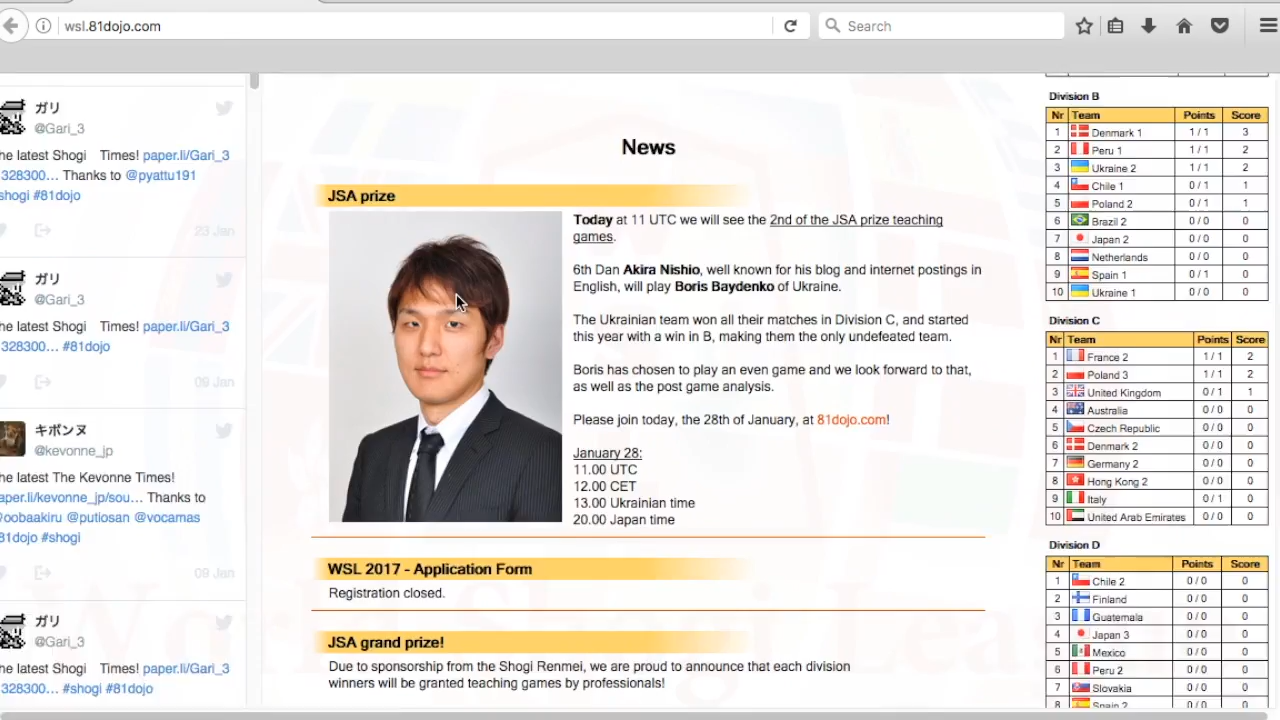 wsl.81dojo.com
Search
ガリ
@Gari_3
he latest Shogi Times! paper.li/Gari_3
328300… Thanks to @pyattu191
shogi #81dojo
23 Jan
ガリ
@Gari_3
he latest Shogi Times! paper.li/Gari_3
328300… #81dojo
09 Jan
キボンヌ
@kevonne_jp
he latest The Kevonne Times!
aper.li/kevonne_jp/sou… Thanks to
@oobaakiru @putiosan @vocamas
81dojo #shogi
09 Jan
ガリ
@Gari_3
he latest Shogi Times! paper.li/Gari_3
328300… #shogi #81dojo
News
JSA prize
Today at 11 UTC we will see the 2nd of the JSA prize teaching
games.
6th Dan Akira Nishio, well known for his blog and internet postings in
English, will play Boris Baydenko of Ukraine.
The Ukrainian team won all their matches in Division C, and started
this year with a win in B, making them the only undefeated team.
Boris has chosen to play an even game and we look forward to that,
as well as the post game analysis.
Please join today, the 28th of January, at 81dojo.com!
January 28:
11.00 UTC
12.00 CET
13.00 Ukrainian time
20.00 Japan time
WSL 2017 - Application Form
Registration closed.
JSA grand prize!
Due to sponsorship from the Shogi Renmei, we are proud to announce that each division
winners will be granted teaching games by professionals!
Division B
Nr Team Points Score
1 Denmark 1 1 / 1 3
2 Peru 1 1 / 1 2
3 Ukraine 2 1 / 1 2
4 Chile 1 0 / 1 1
5 Poland 2 0 / 1 1
6 Brazil 2 0 / 0 0
7 Japan 2 0 / 0 0
8 Netherlands 0 / 0 0
9 Spain 1 0 / 1 0
10 Ukraine 1 0 / 0 0
Division C
Nr Team Points Score
1 France 2 1 / 1 2
2 Poland 3 1 / 1 2
3 United Kingdom 0 / 1 1
4 Australia 0 / 0 0
5 Czech Republic 0 / 0 0
6 Denmark 2 0 / 0 0
7 Germany 2 0 / 0 0
8 Hong Kong 2 0 / 0 0
9 Italy 0 / 1 0
10 United Arab Emirates 0 / 0 0
Division D
Nr Team Points Score
1 Chile 2 0 / 0 0
2 Finland 0 / 0 0
3 Guatemala 0 / 0 0
4 Japan 3 0 / 0 0
5 Mexico 0 / 0 0
6 Peru 2 0 / 0 0
7 Slovakia 0 / 0 0
8 Spain 2 0 / 0 0